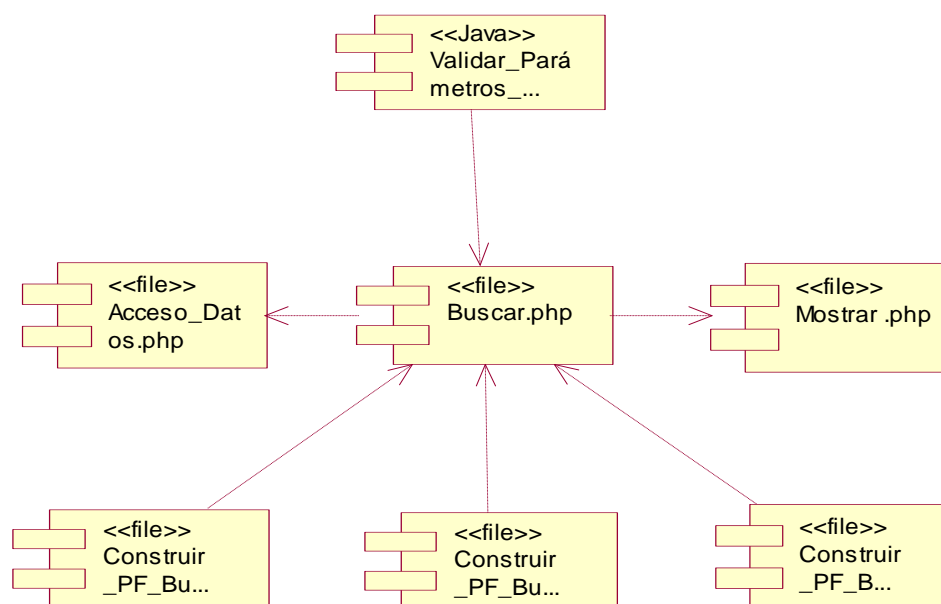 <<Java>>
Validar_Pará
metros_...
<<file>>
Acceso_Dat
os.php
<<file>>
Buscar.php
<<file>>
Mostrar .php
<<file>>
Construir
_PF_Bu...
<<file>>
Construir
_PF_Bu...
<<file>>
Construir
_PF_B...